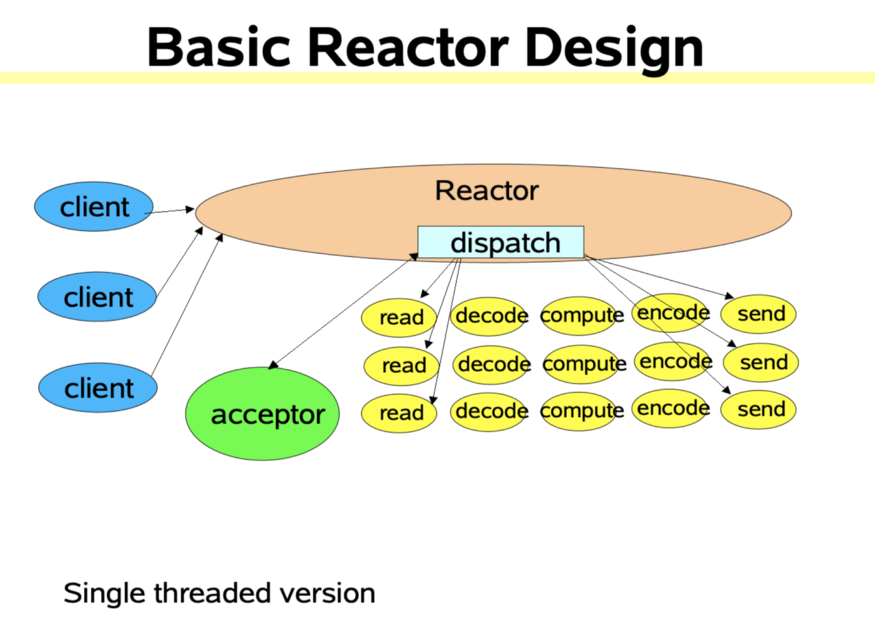 Basic Reactor Design
Reactor
client
dispatch
client
read decode compute encode send
read decode compute encode send
client
acceptor
read decode compute encode send
Single threaded version